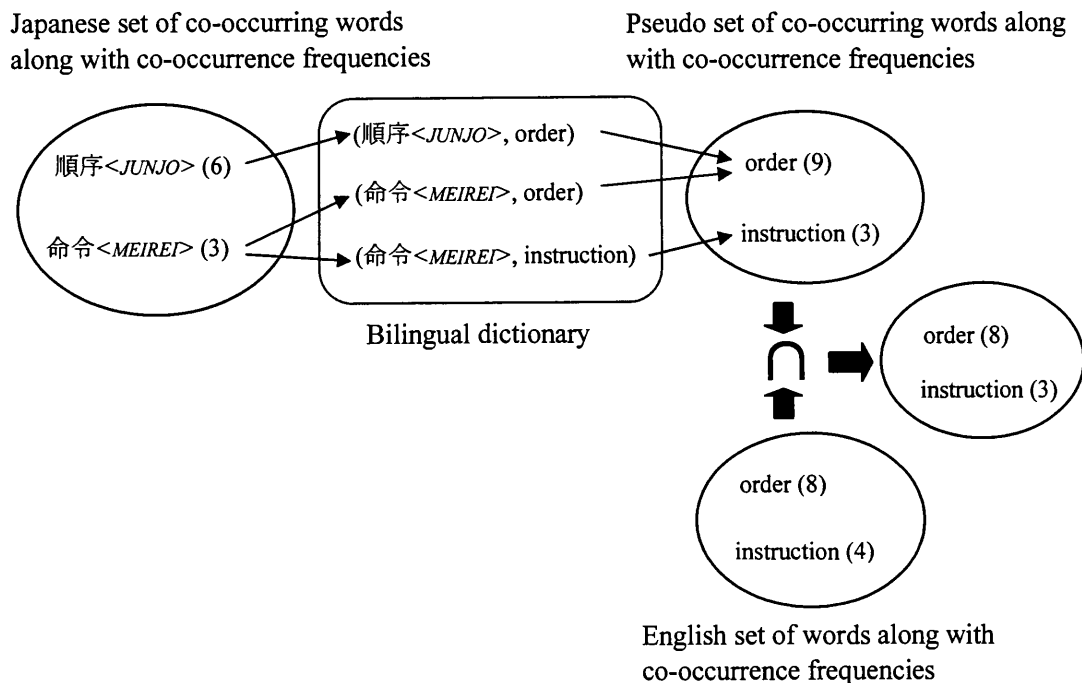 Japanese set of co-occurring words
along with co-occurrence frequencies
Pseudo set of co-occurring words along
with co-occurrence frequencies
順序<JUNJO> (6)
命令<MEIREI> (3)
(順序<JUNJO>, order)
(命令<MEIREI>, order)
(命令<MEIREI>, instruction)
Bilingual dictionary
order (9)
instruction (3)
∩
order (8)
instruction (3)
order (8)
instruction (4)
English set of words along with
co-occurrence frequencies